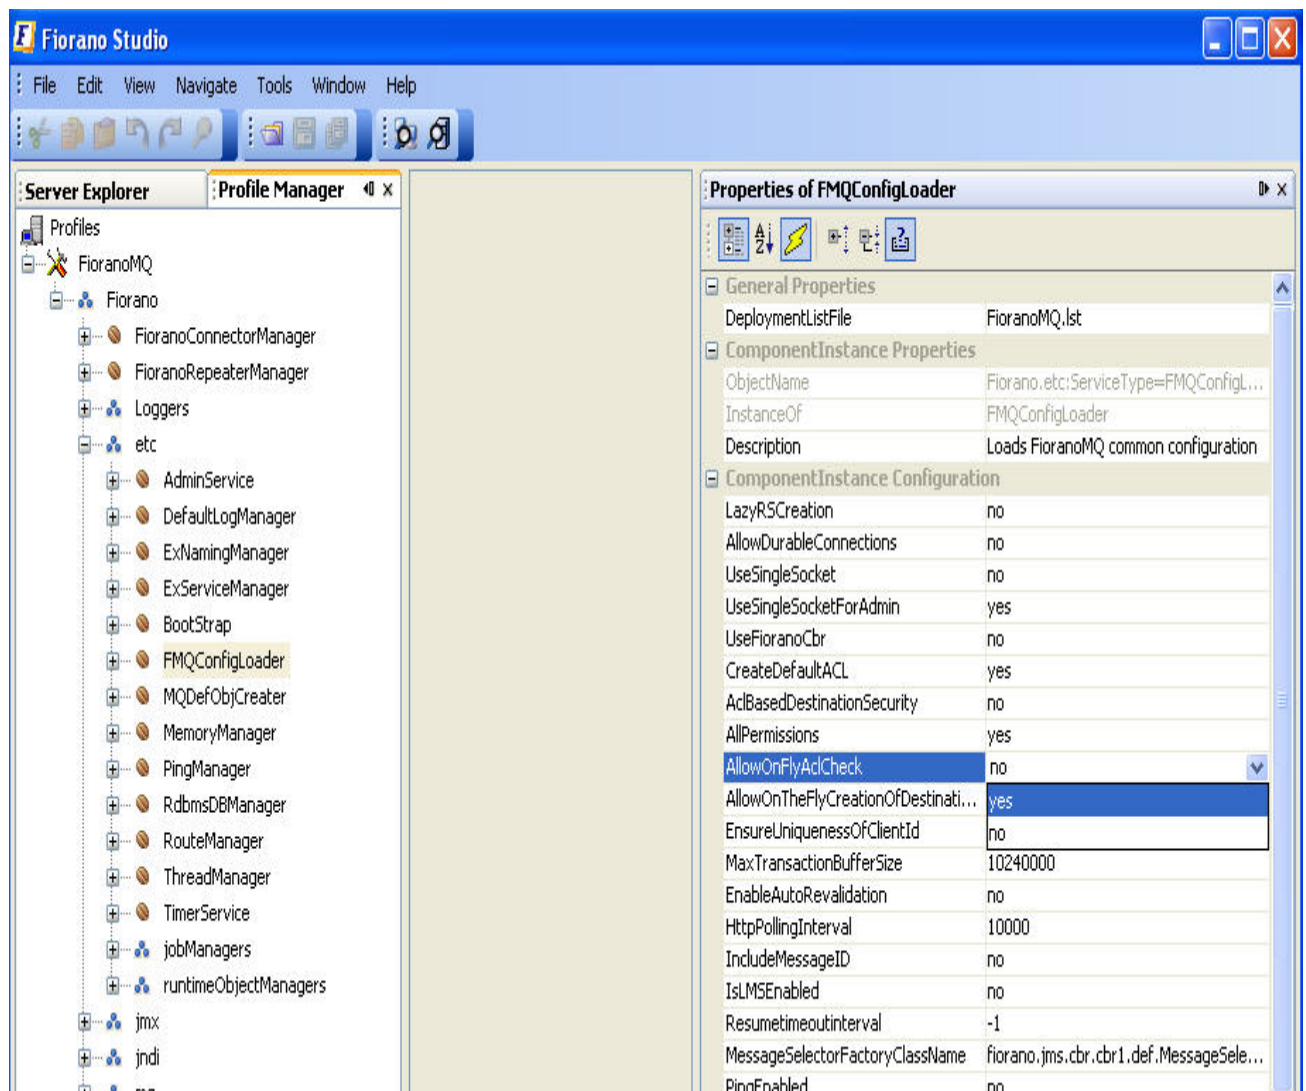 Fiorano Studio
File Edit View Navigate Tools Window Help
Server Explorer
Profile Manager
Profiles
FioranoMQ
Fiorano
FioranoConnectorManager
FioranoRepeaterManager
Loggers
etc
AdminService
DefaultLogManager
ExNamingManager
ExServiceManager
BootStrap
FMQConfigLoader
MQDefObjCreater
MemoryManager
PingManager
RdbmsDBManager
RouteManager
ThreadManager
TimerService
jobManagers
runtimeObjectManagers
jmx
jndi
Properties of FMQConfigLoader
General Properties
DeploymentListFile FioranoMQ.lst
ComponentInstance Properties
ObjectName Fiorano.etc:ServiceType=FMQConfigL...
InstanceOf FMQConfigLoader
Description Loads FioranoMQ common configuration
ComponentInstance Configuration
LazyRSCreation no
AllowDurableConnections no
UseSingleSocket no
UseSingleSocketForAdmin yes
UseFioranoCbr no
CreateDefaultACL yes
AclBasedDestinationSecurity no
AllPermissions yes
AllowOnFlyAclCheck no
AllowOnTheFlyCreationOfDestinati... yes
EnsureUniquenessOfClientId no
MaxTransactionBufferSize 10240000
EnableAutoRevalidation no
HttpPollingInterval 10000
IncludeMessageID no
IsLMSEnabled no
Resumetimeoutinterval -1
MessageSelectorFactoryClassName fiorano.jms.cbr.cbr1.def.MessageSele...
PingEnabled no